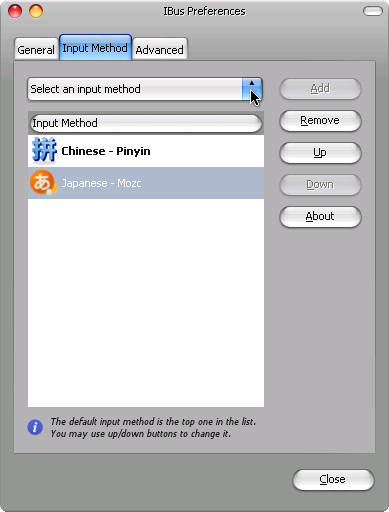 IBus Preferences
General
Input Method
Advanced
Select an input method
Add
Input Method
Remove
拼 Chinese - Pinyin
Up
あ Japanese - Mozc
Down
About
The default input method is the top one in the list.
You may use up/down buttons to change it.
Close